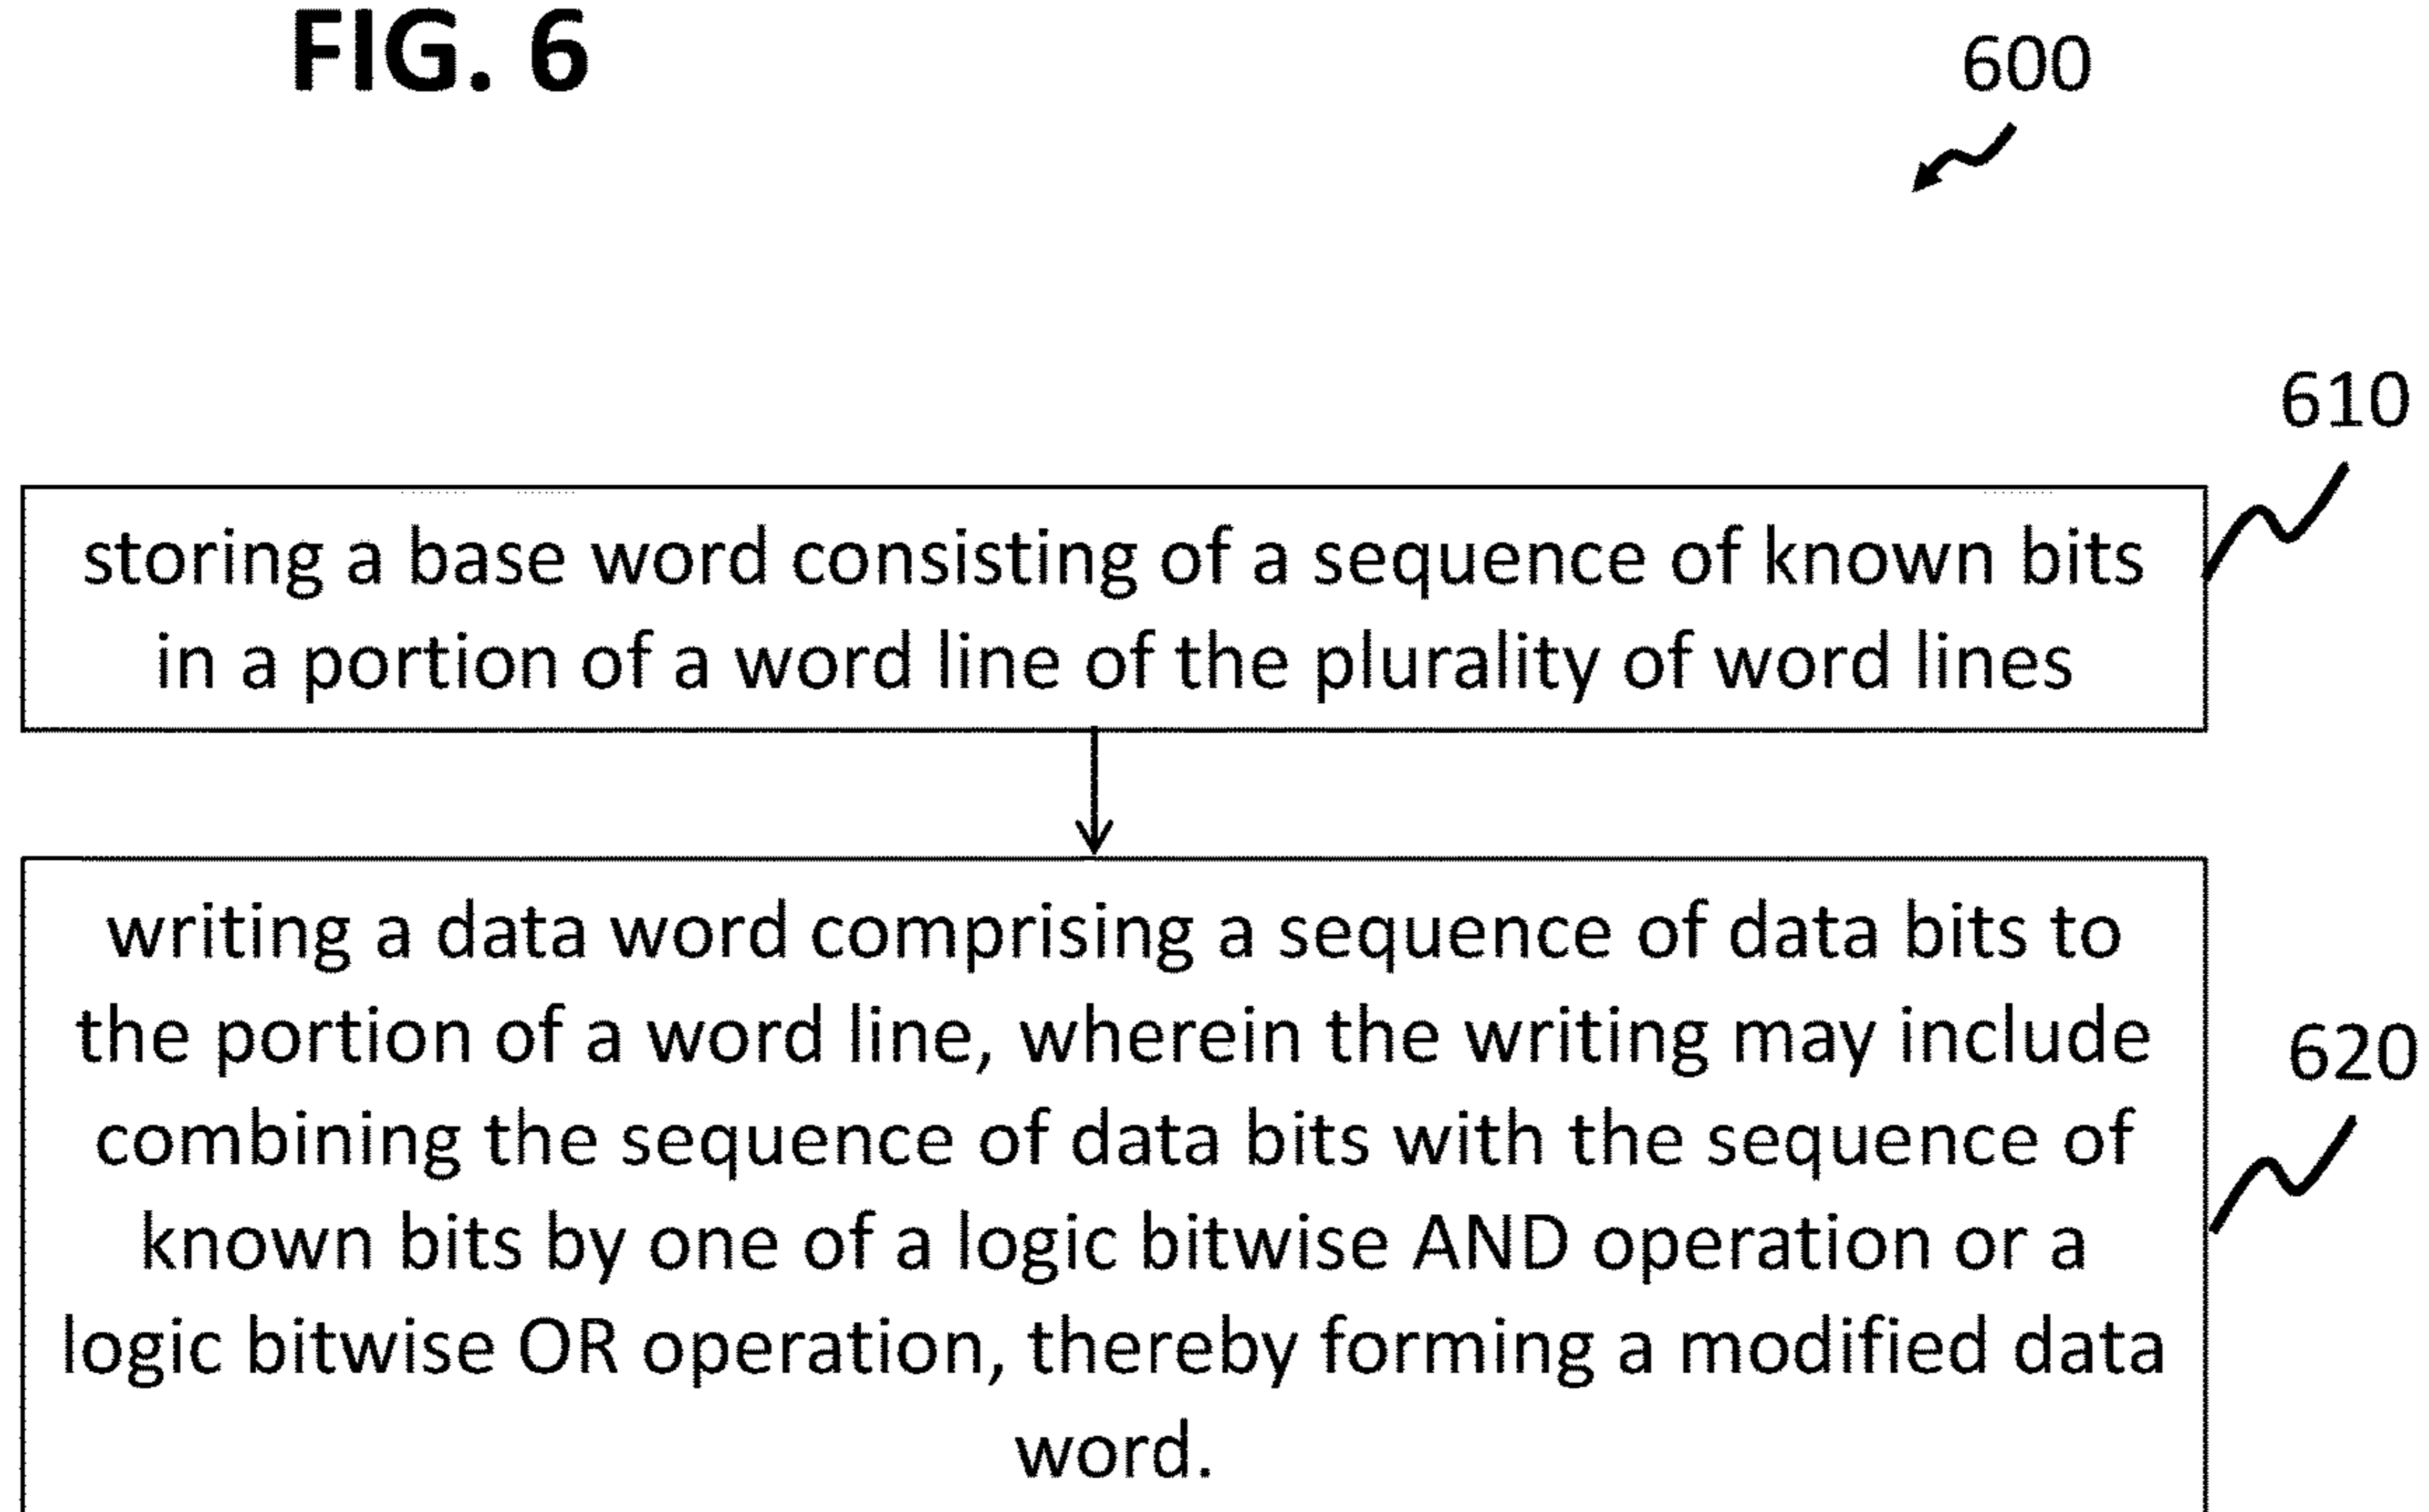 FIG. 6
600
610
storing a base word consisting of a sequence of known bits
in a portion of a word line of the plurality of word lines
writing a data word comprising a sequence of data bits to
the portion of a word line, wherein the writing may include
620
combining the sequence of data bits with the sequence of
known bits by one of a logic bitwise AND operation or a
logic bitwise OR operation, thereby forming a modified data
word.